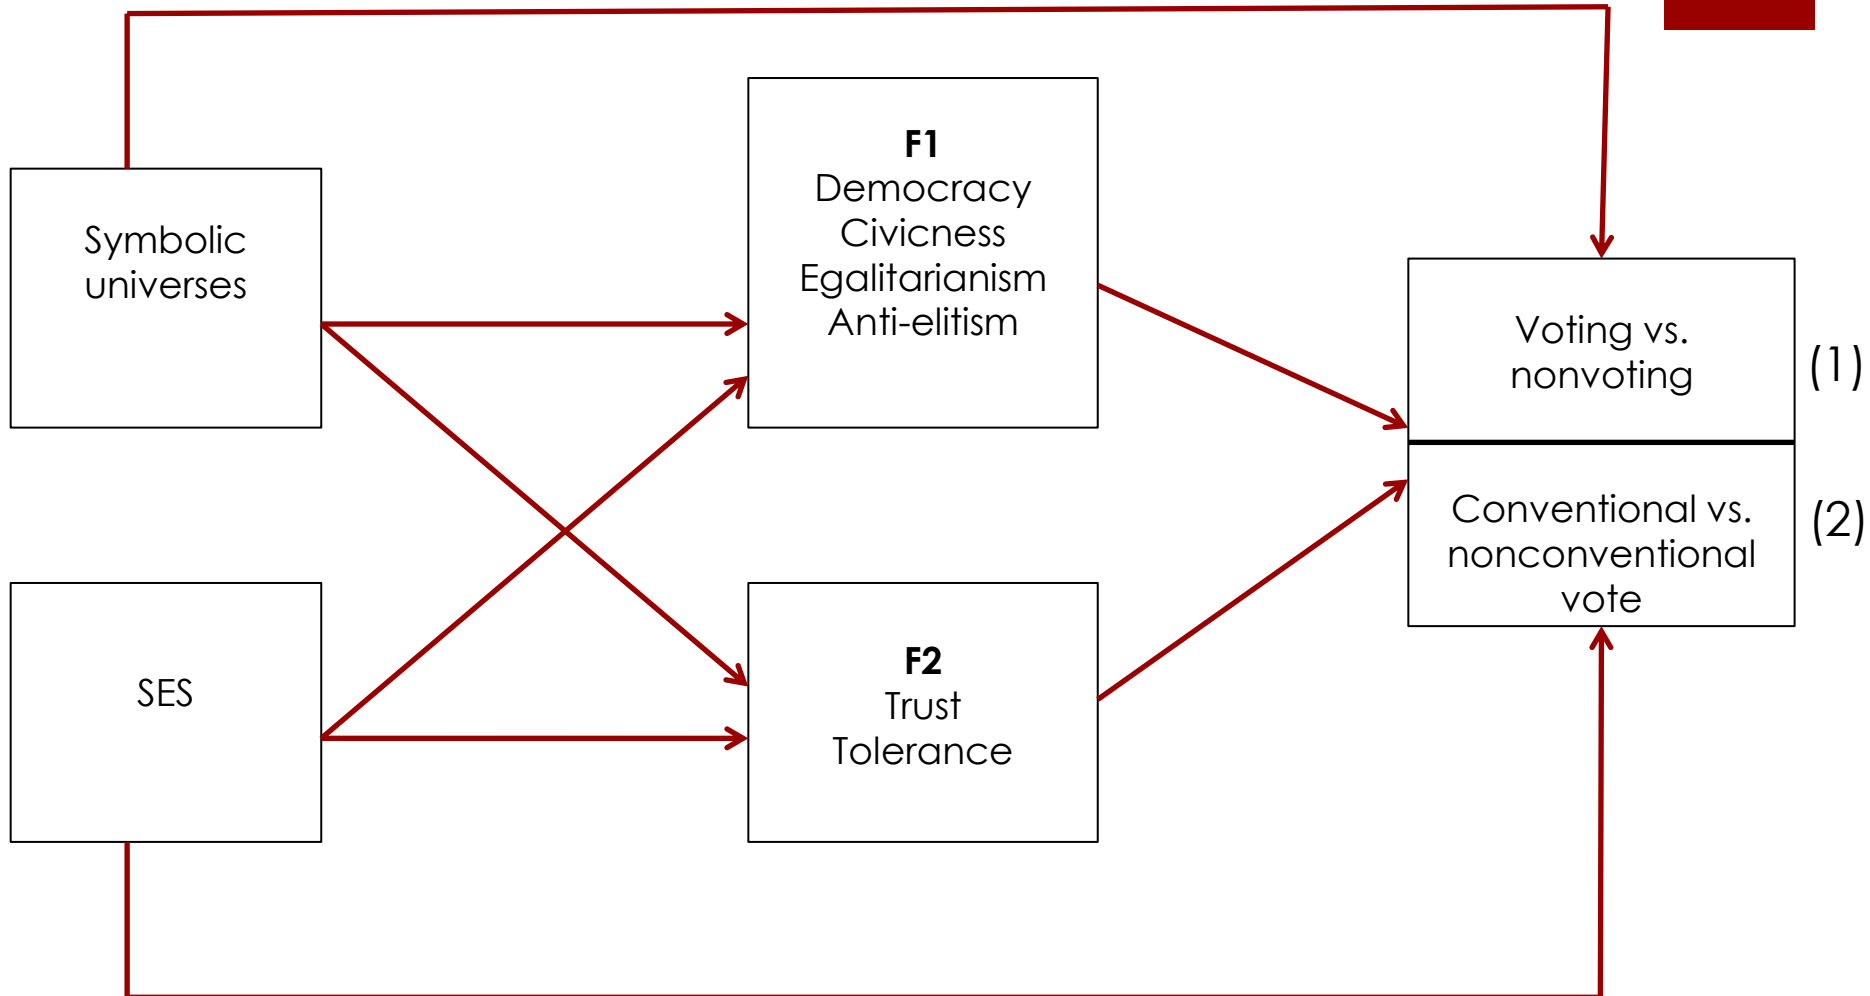 Symbolic
universes
SES
F1
Democracy
Civicness
Egalitarianism
Anti-elitism
F2
Trust
Tolerance
Voting vs.
nonvoting
(1)
Conventional vs.
nonconventional
vote
(2)